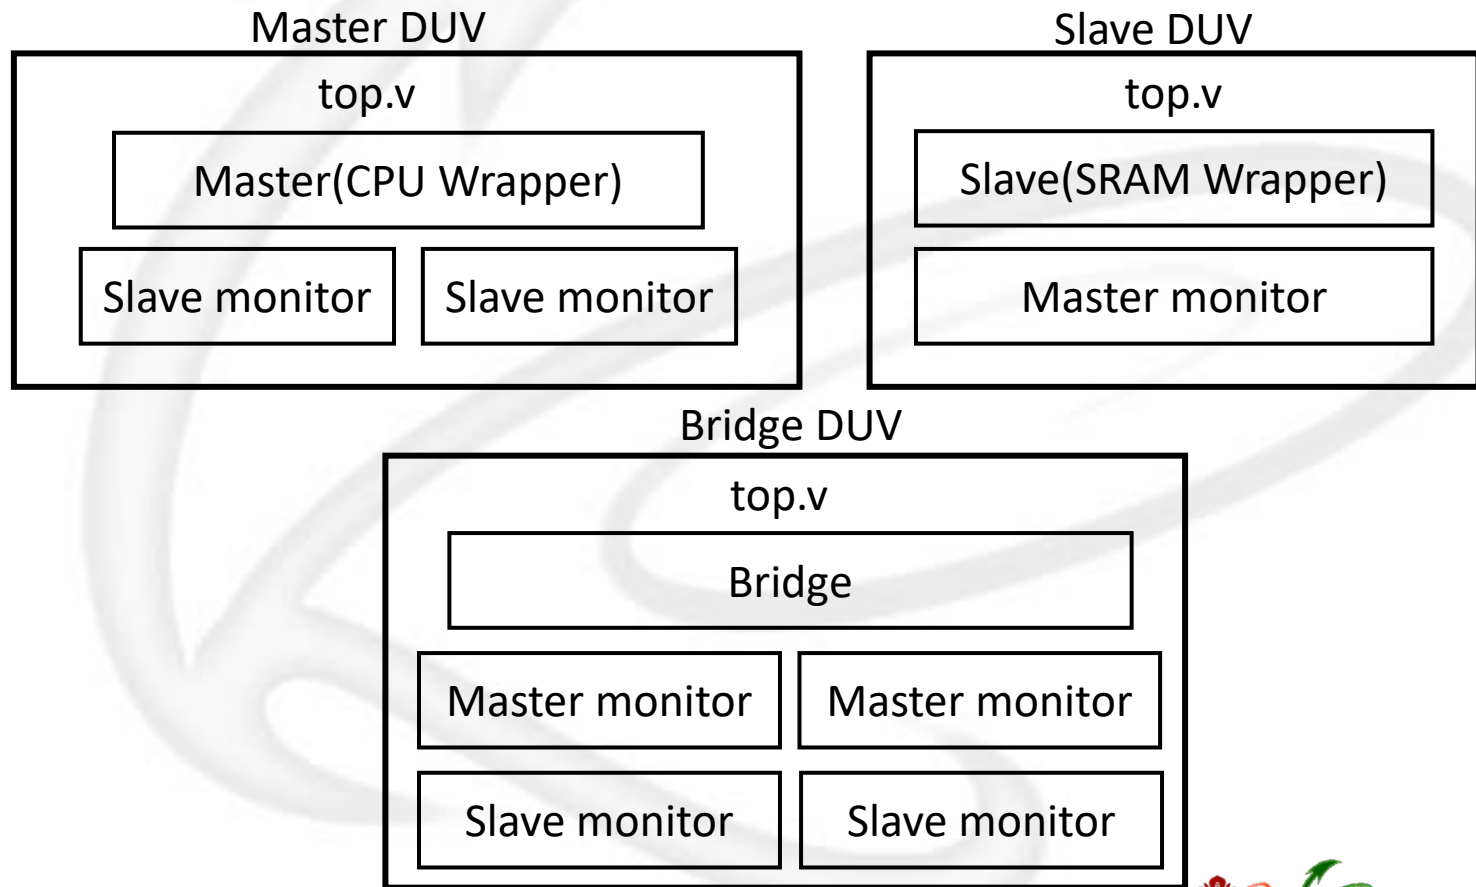 Master DUV
top.v
Master(CPU Wrapper)
Slave monitor
Slave monitor
Slave DUV
top.v
Slave(SRAM Wrapper)
Master monitor
Bridge DUV
top.v
Bridge
Master monitor
Master monitor
Slave monitor
Slave monitor